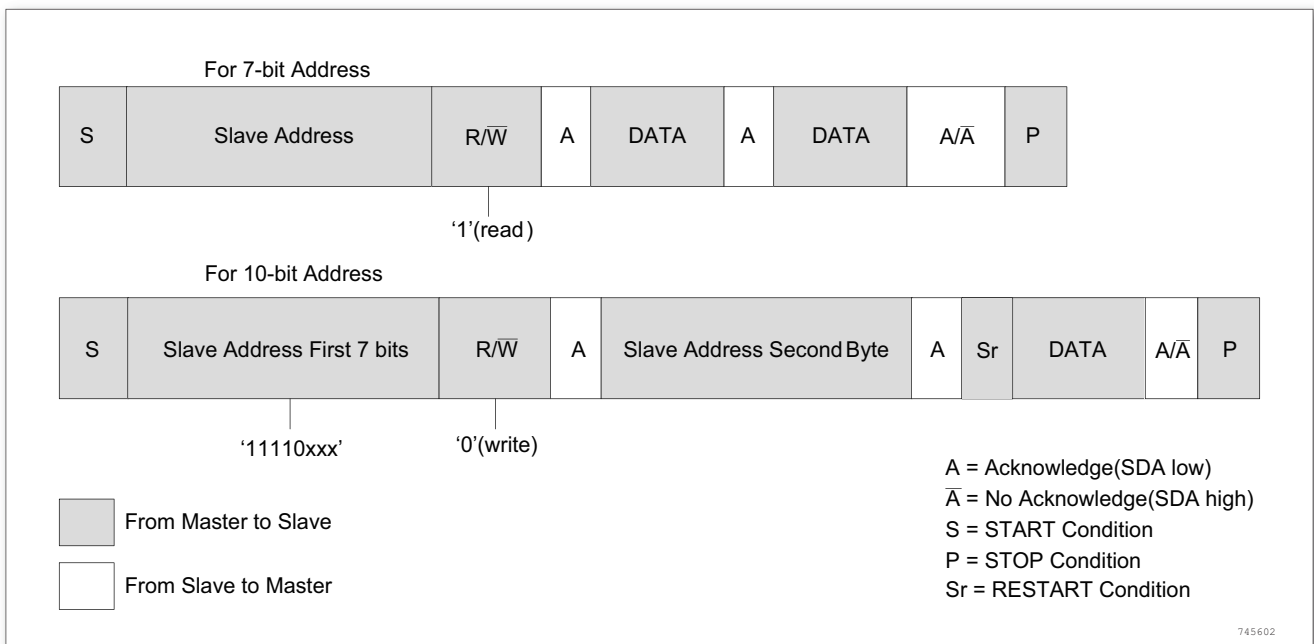 For 7-bit Address
S Slave Address R/W̅ A DATA A DATA A/A̅ P
‘1’(read)
For 10-bit Address
S Slave Address First 7 bits R/W̅ A Slave Address Second Byte A Sr DATA A/A̅ P
‘11110xxx’ ‘0’(write)
From Master to Slave
From Slave to Master
A = Acknowledge(SDA low)
A̅ = No Acknowledge(SDA high)
S = START Condition
P = STOP Condition
Sr = RESTART Condition
745602